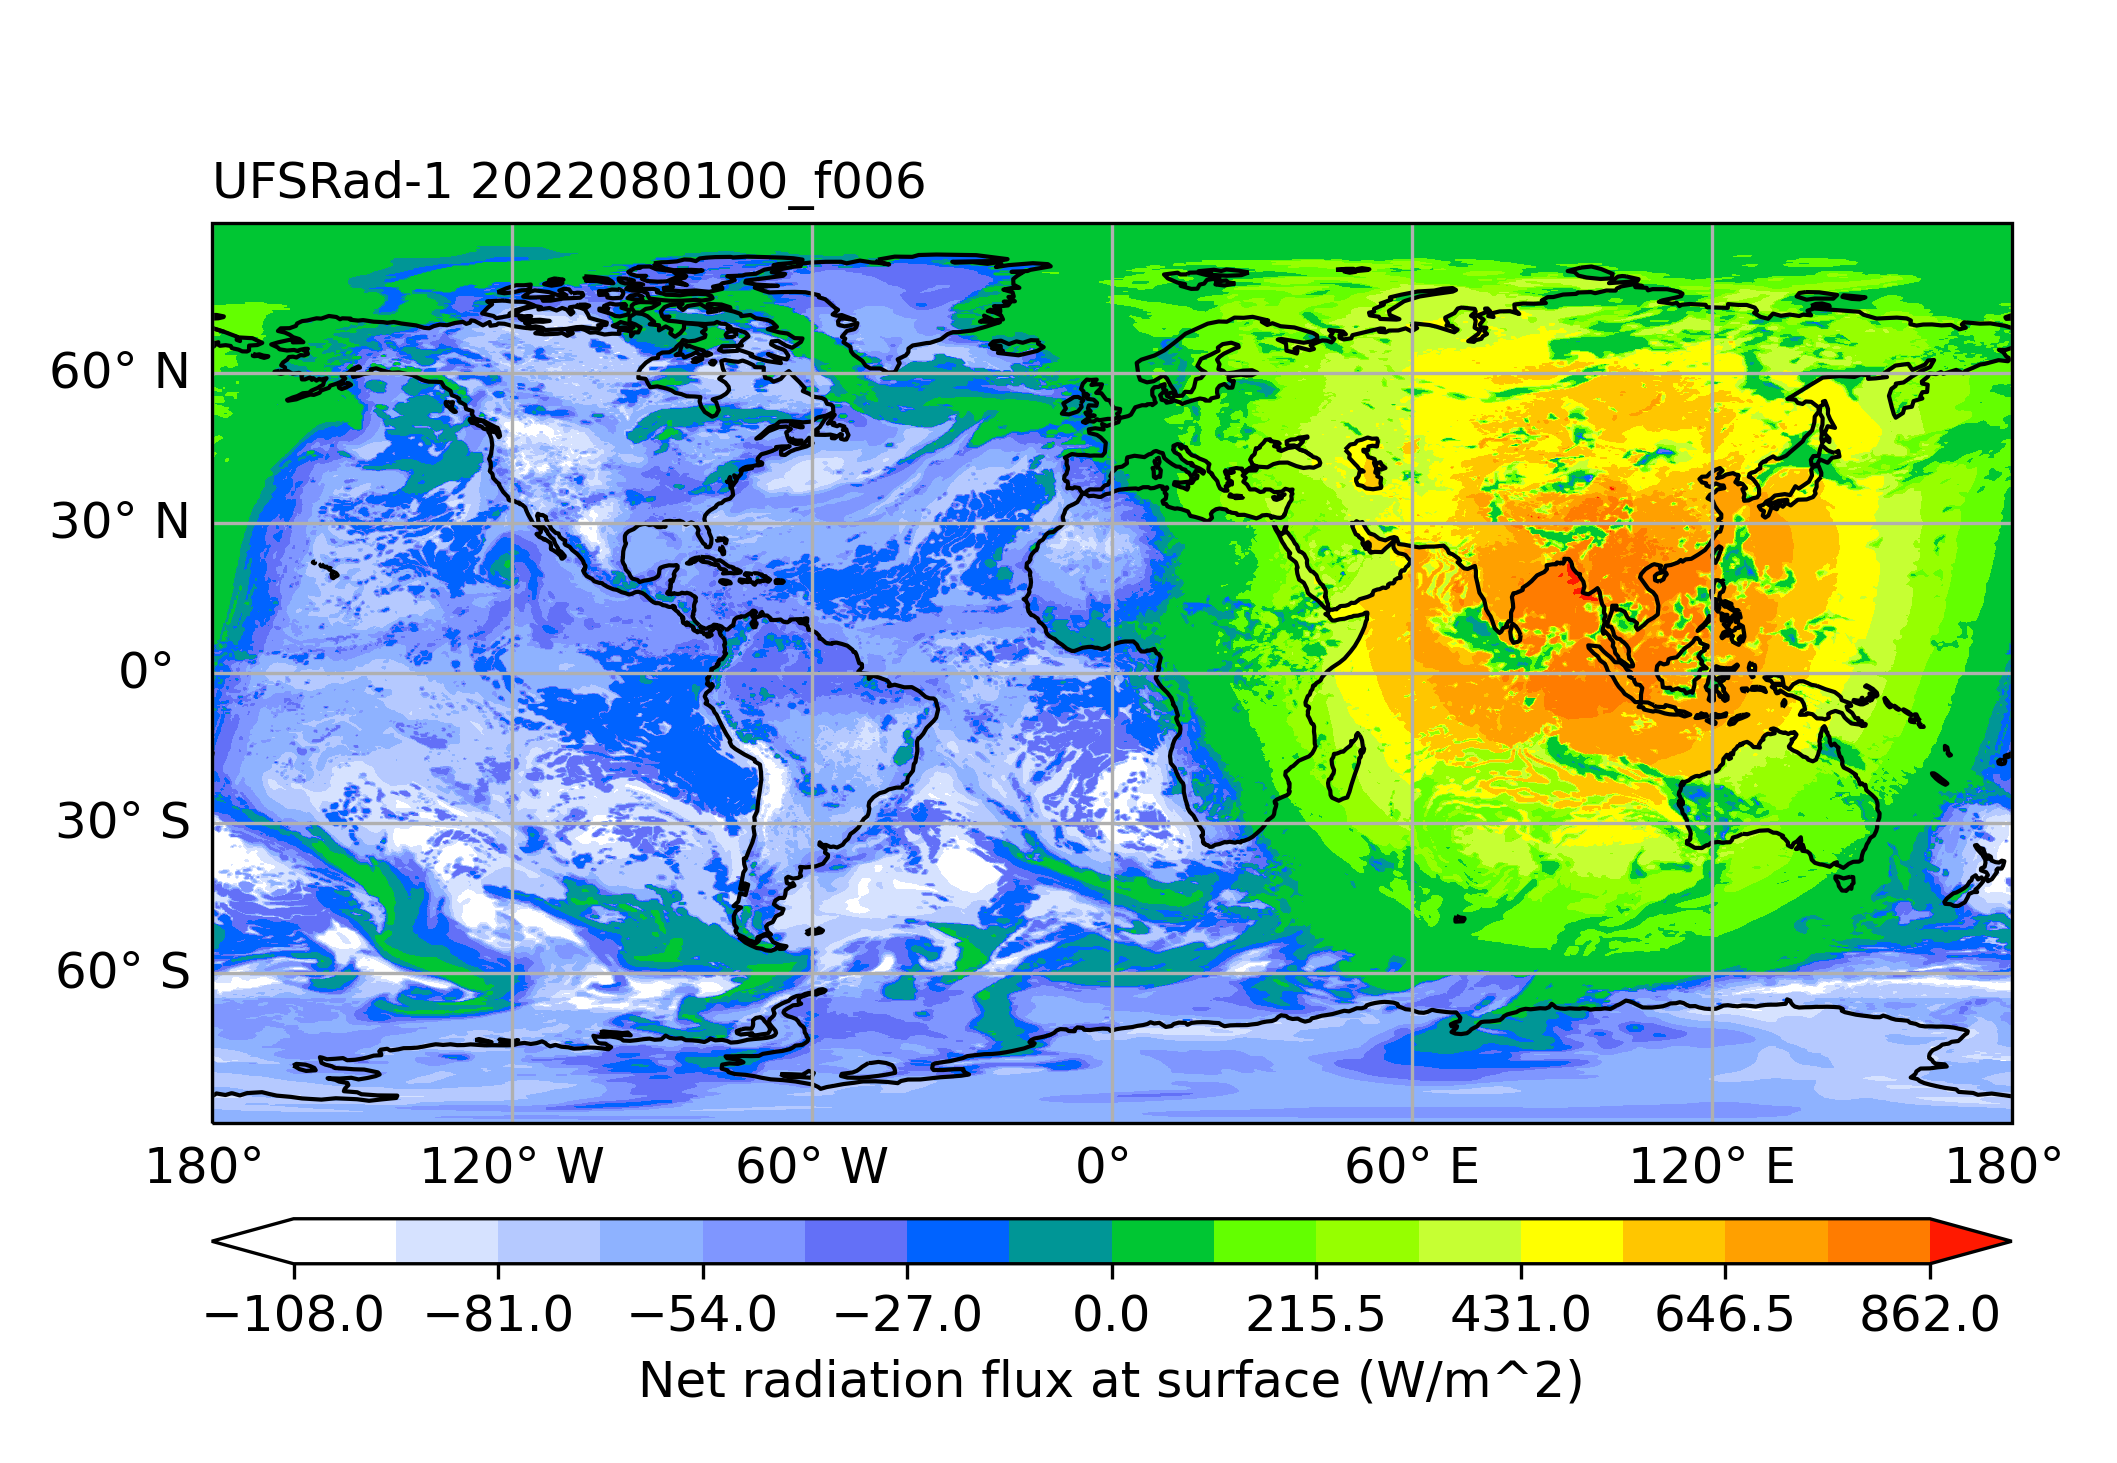 UFSRad-1 2022080100_f006
60° N
30° N
0°
30° S
60° S
180° 120° W 60° W 0° 60° E 120° E 180°
−108.0 −81.0 −54.0 −27.0 0.0 215.5 431.0 646.5 862.0
Net radiation flux at surface (W/m^2)